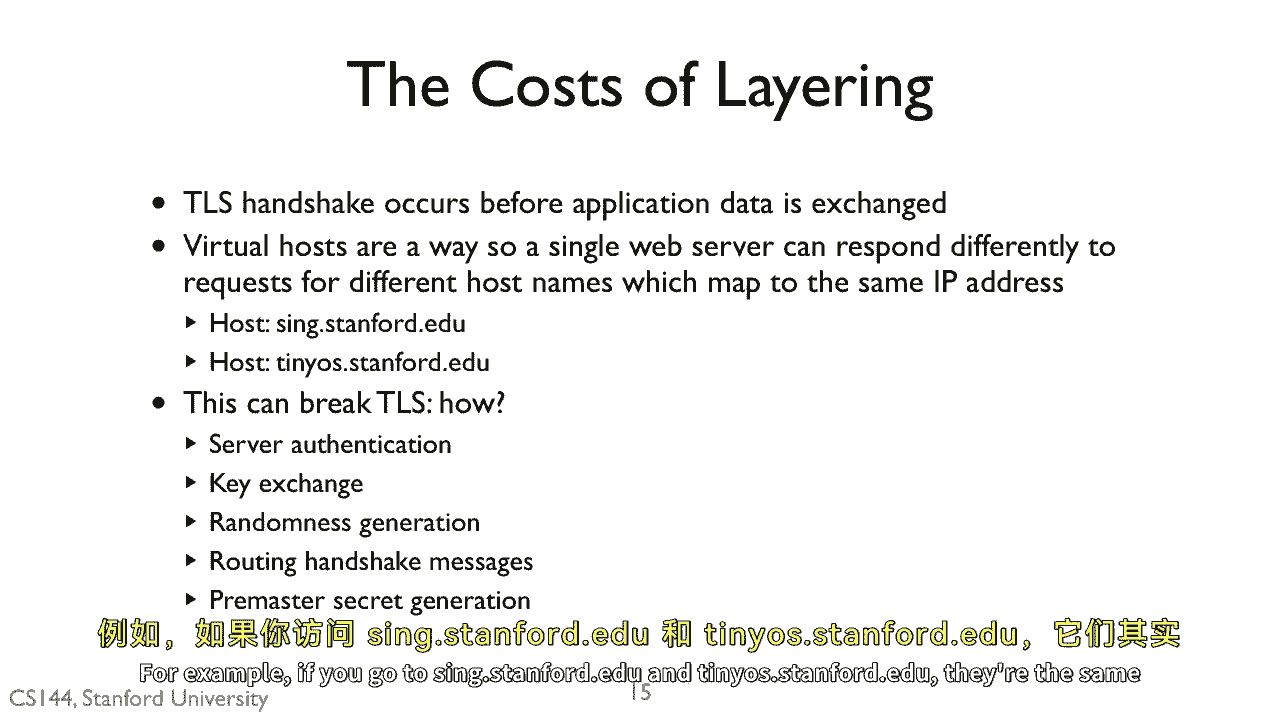 The Costs of Layering
• TLS handshake occurs before application data is exchanged
• Virtual hosts are a way so a single web server can respond differently to
requests for different host names which map to the same IP address
▸ Host: sing.stanford.edu
▸ Host: tinyos.stanford.edu
• This can break TLS: how?
▸ Server authentication
▸ Key exchange
▸ Randomness generation
▸ Routing handshake messages
▸ Premaster secret generation
例如，如果你访问 sing.stanford.edu 和 tinyos.stanford.edu，它们其实
For example, if you go to sing.stanford.edu and tinyos.stanford.edu, they're the same
CS144, Stanford University
15